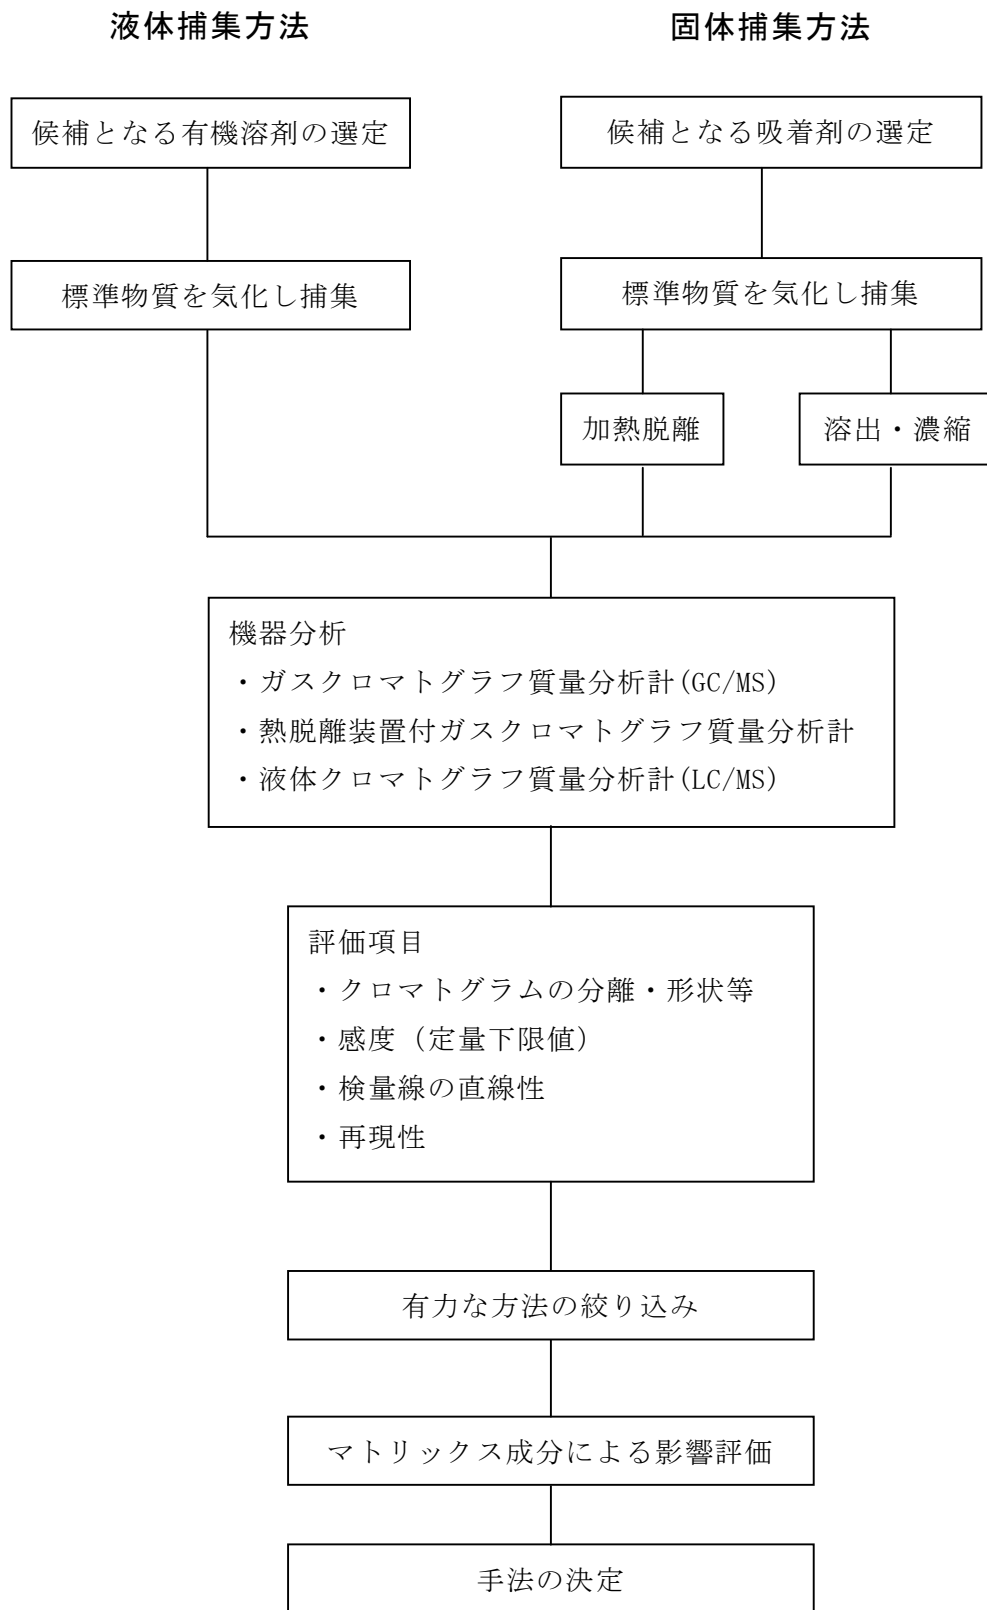 液体捕集方法
固体捕集方法
候補となる有機溶剤の選定
候補となる吸着剤の選定
標準物質を気化し捕集
標準物質を気化し捕集
加熱脱離
溶出・濃縮
機器分析
・ガスクロマトグラフ質量分析計(GC/MS)
・熱脱離装置付ガスクロマトグラフ質量分析計
・液体クロマトグラフ質量分析計(LC/MS)
評価項目
・クロマトグラムの分離・形状等
・感度（定量下限値）
・検量線の直線性
・再現性
有力な方法の絞り込み
マトリックス成分による影響評価
手法の決定